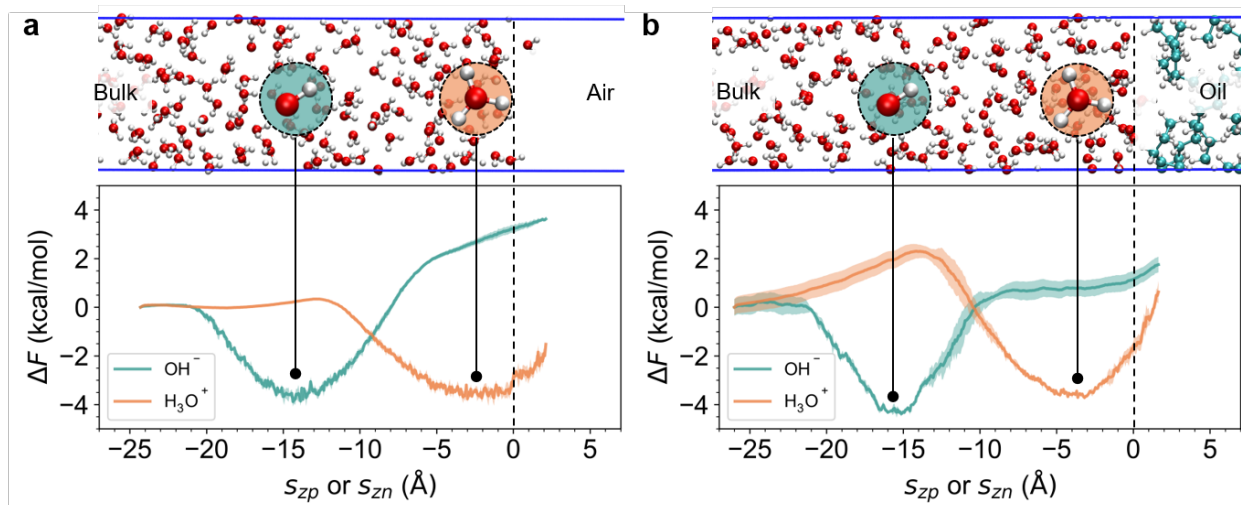 a
Bulk
Air
ΔF (kcal/mol)
4
2
0
−2
−4
OH⁻
H₃O⁺
−25
−20
−15
−10
−5
0
5
s_zp or s_zn (Å)
b
Bulk
Oil
ΔF (kcal/mol)
4
2
0
−2
−4
OH⁻
H₃O⁺
−25
−20
−15
−10
−5
0
5
s_zp or s_zn (Å)